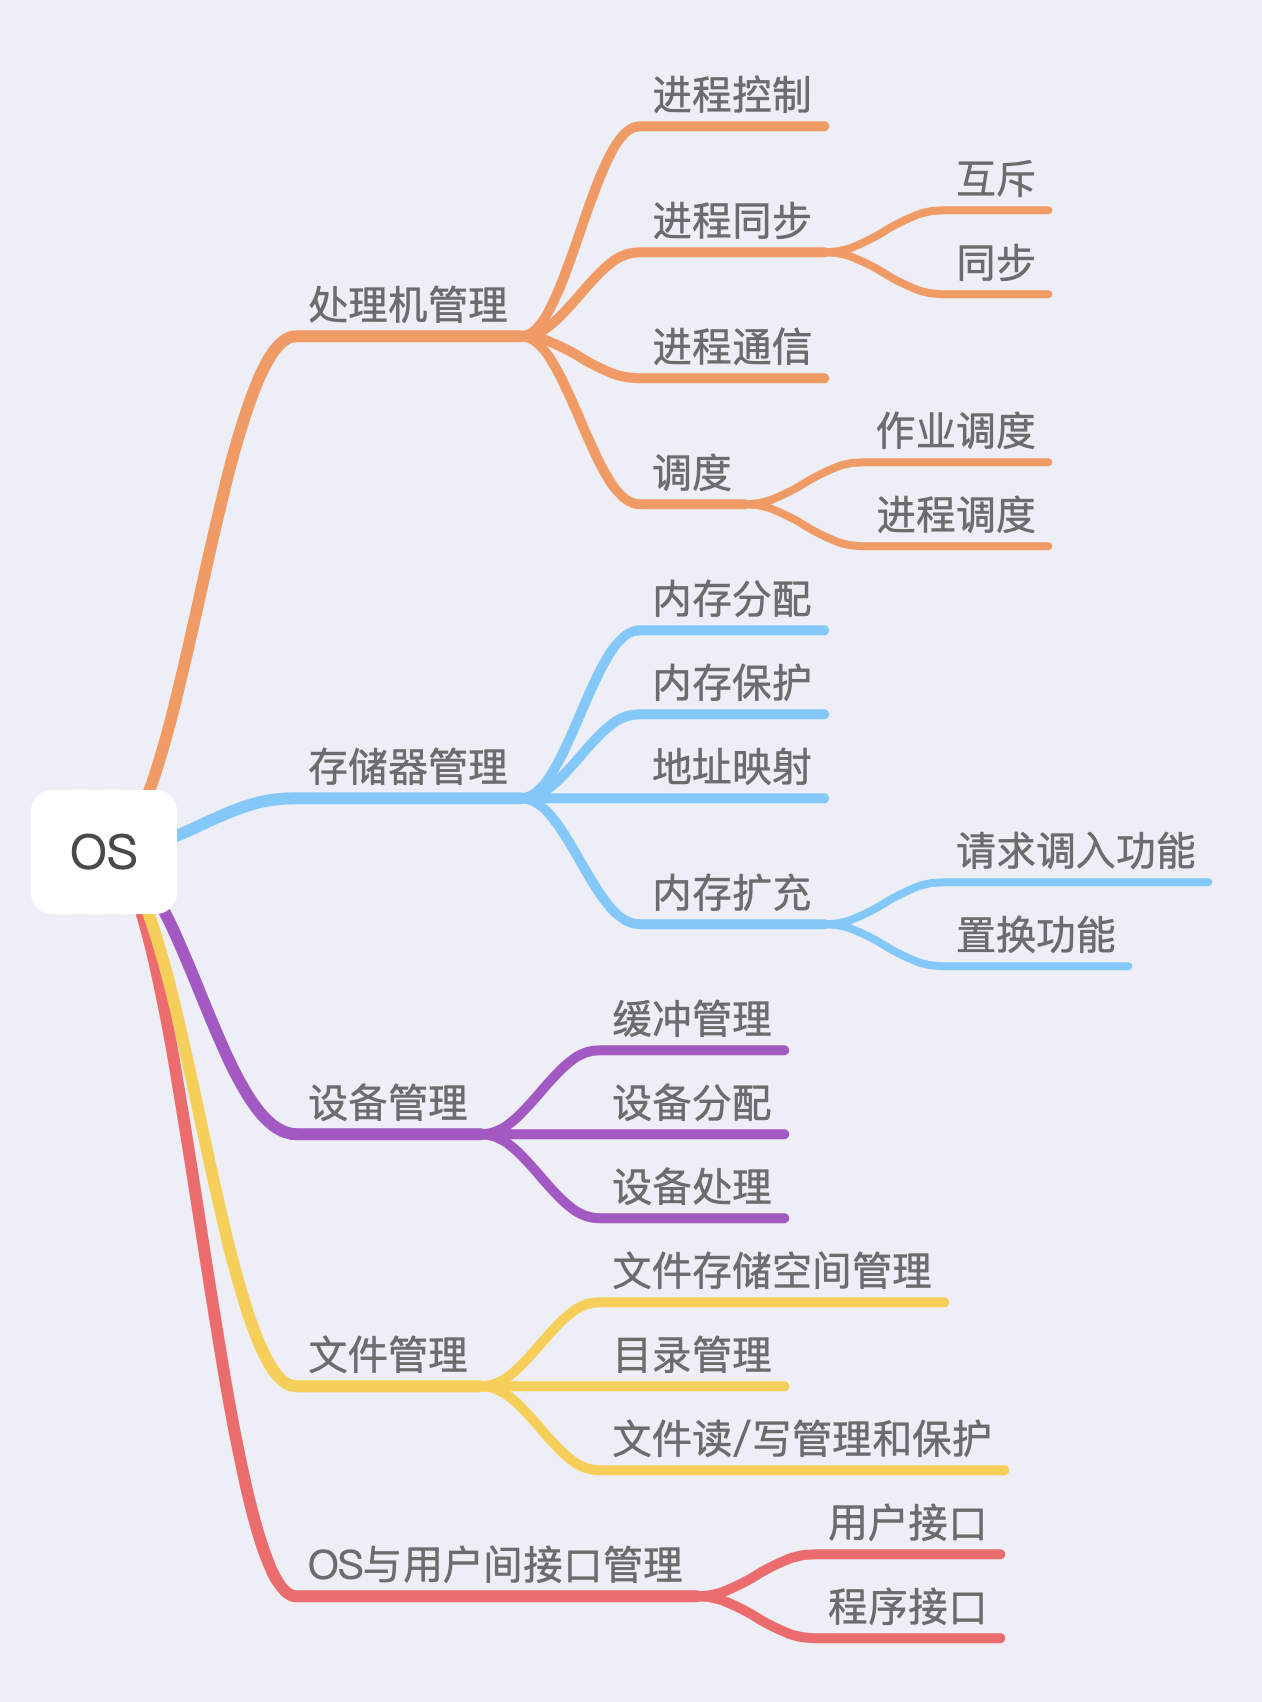 OS
处理机管理
进程控制
进程同步
互斥
同步
进程通信
调度
作业调度
进程调度
存储器管理
内存分配
内存保护
地址映射
内存扩充
请求调入功能
置换功能
设备管理
缓冲管理
设备分配
设备处理
文件管理
文件存储空间管理
目录管理
文件读/写管理和保护
OS与用户间接口管理
用户接口
程序接口